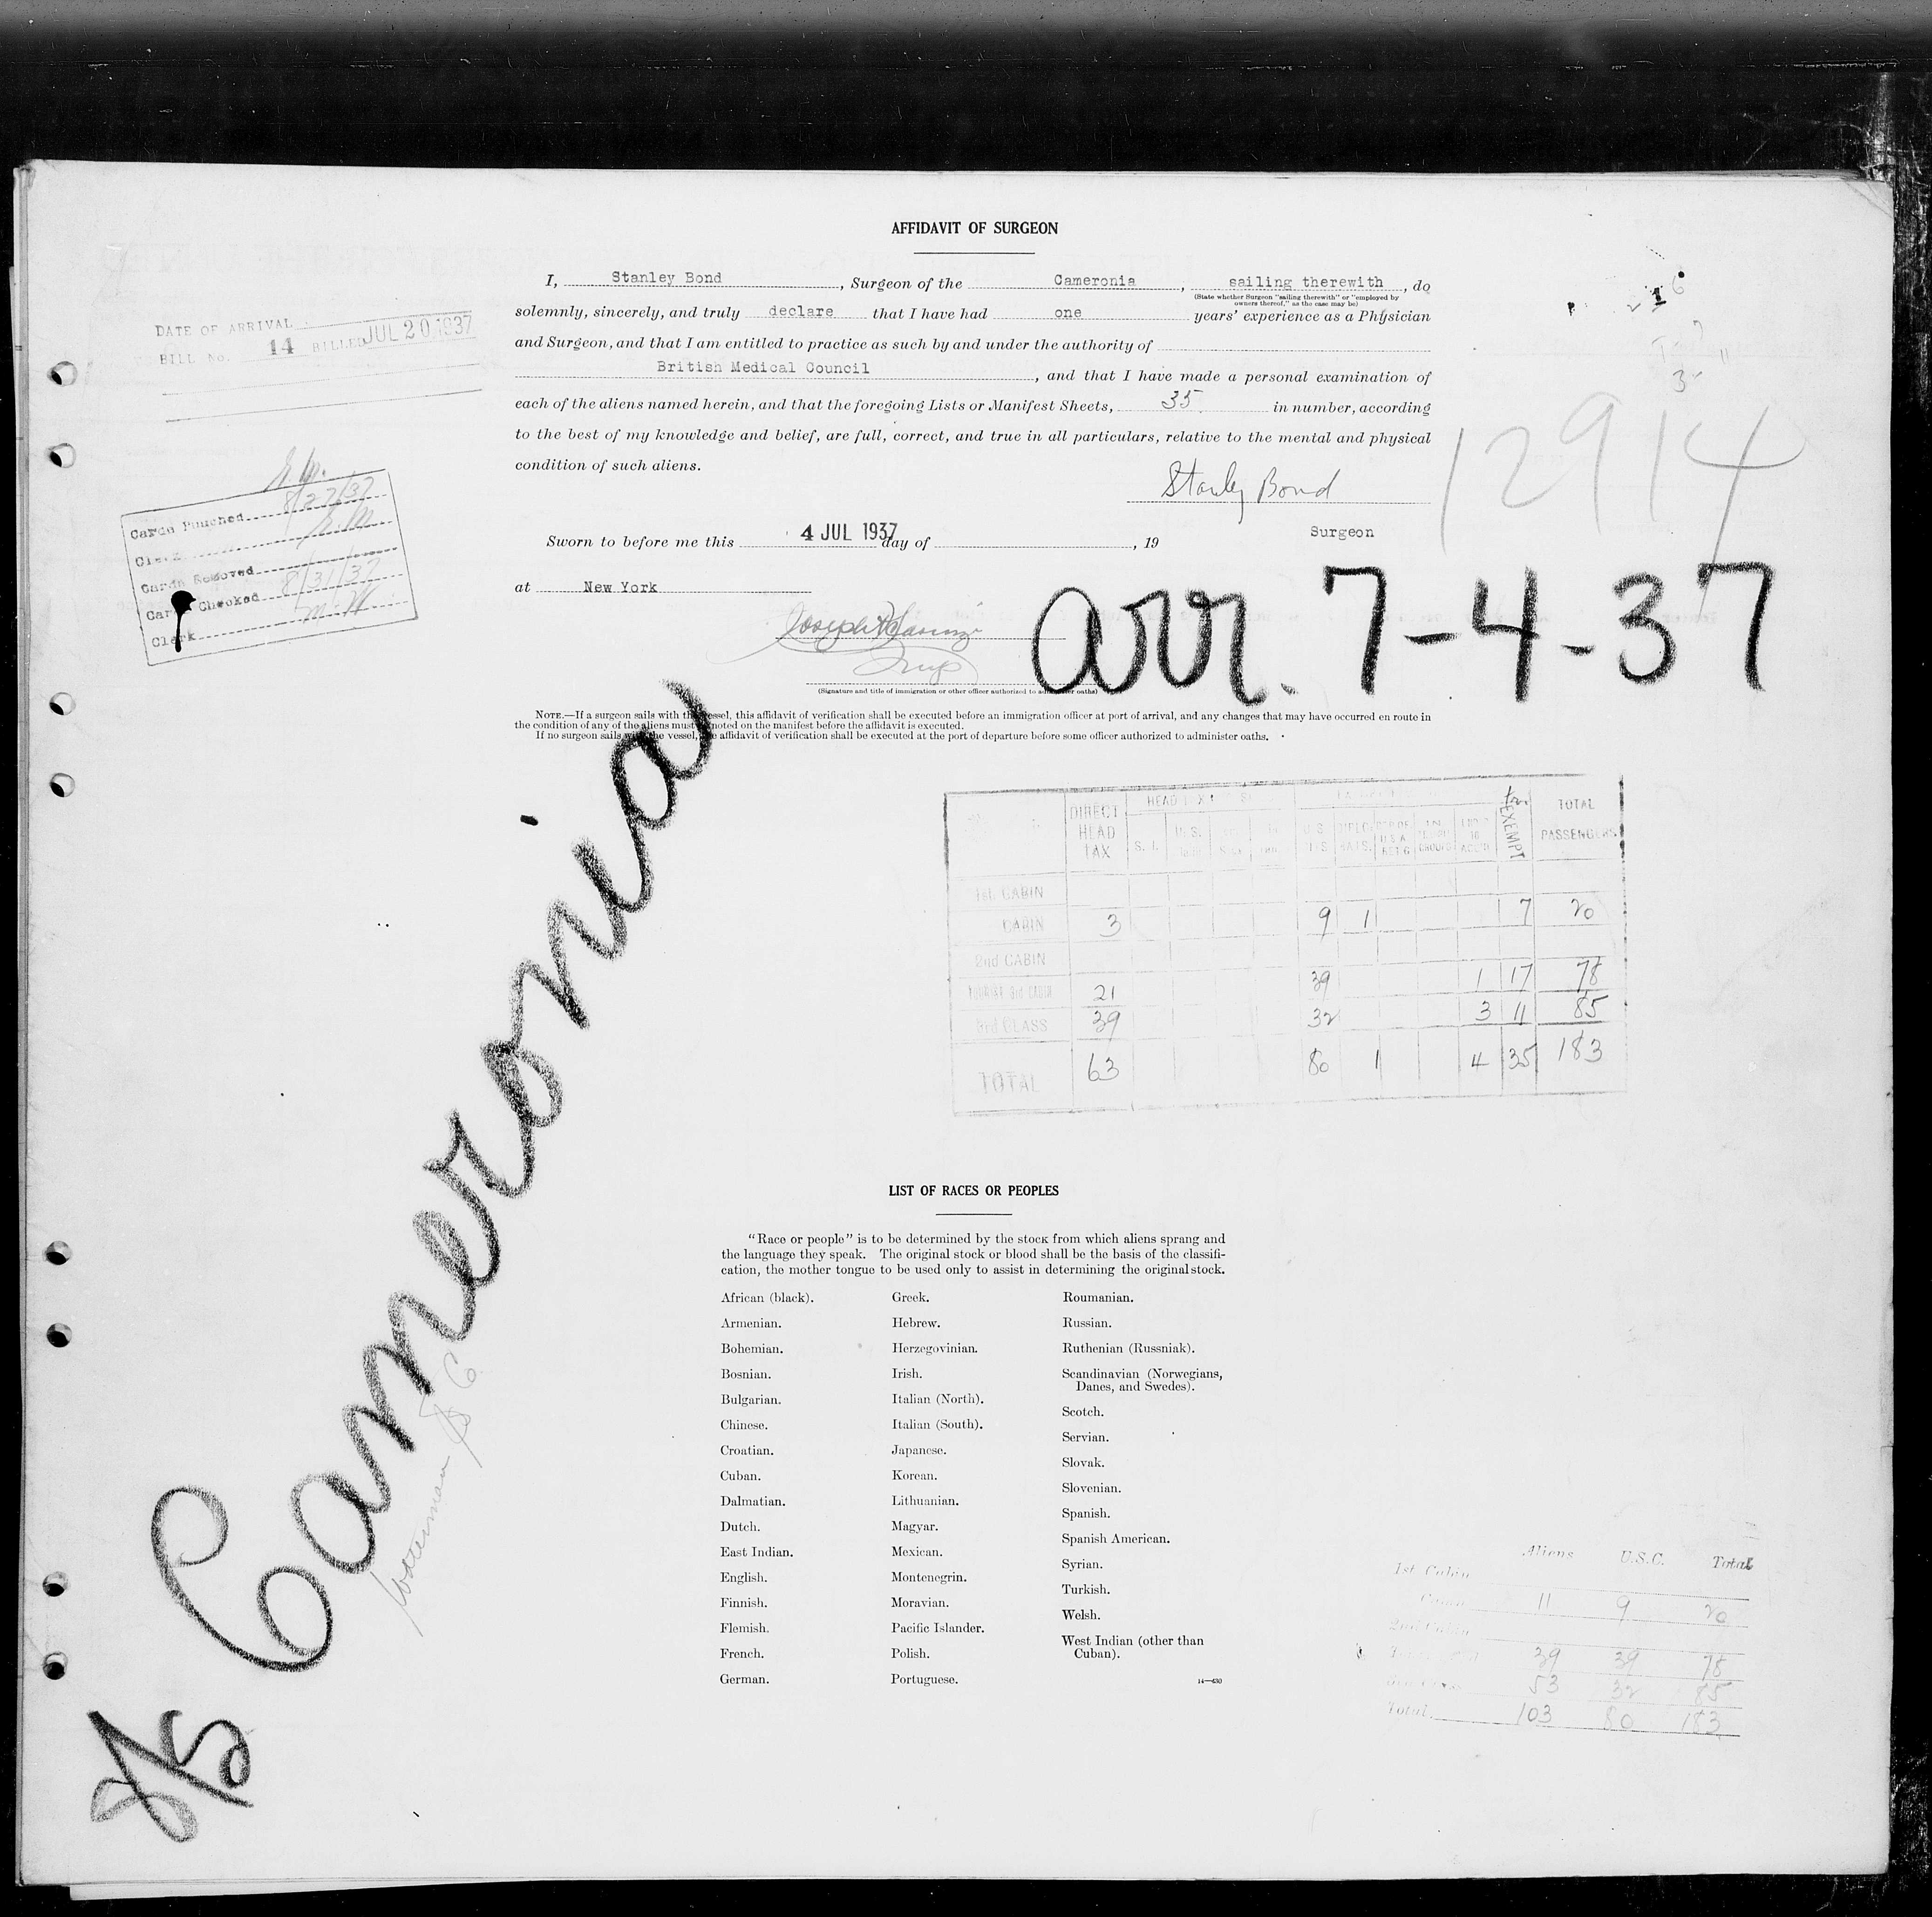 AFFIDAVIT OF SURGEON
I, Stanley Bond, Surgeon of the Cameronia, sailing therewith, do
(State whether Surgeon "sailing therewith" or "employed by
owners thereof," as the case may be)
solemnly, sincerely, and truly declare that I have had one years' experience as a Physician
and Surgeon, and that I am entitled to practice as such by and under the authority of
British Medical Council, and that I have made a personal examination of
each of the aliens named herein, and that the foregoing Lists or Manifest Sheets, 35 in number, according
to the best of my knowledge and belief, are full, correct, and true in all particulars, relative to the mental and physical
condition of such aliens.
Stanley Bond
Surgeon
Sworn to before me this 4 JUL 1937 day of , 19
at New York
(Signature and title of immigration or other officer authorized to administer oaths)
NOTE.—If a surgeon sails with the vessel, this affidavit of verification shall be executed before an immigration officer at port of arrival, and any changes that may have occurred en route in
the condition of any of the aliens must be noted on the manifest before the affidavit is executed.
If no surgeon sails with the vessel, the affidavit of verification shall be executed at the port of departure before some officer authorized to administer oaths.
DATE OF ARRIVAL
BILL No. 14 BILLED JUL 20 1937
Cards Punched 8/27/37
Clerk
Cards Removed
Cards Checked 8/31/37
Clerk
12914
arr. 7-4-37
Cameronia
DIRECT HEAD TAX
EXEMPT
TOTAL PASSENGERS
1st CABIN
CABIN 3 9 1 7 20
2nd CABIN
TOURIST 3rd CABIN 21 39 1 17 78
3rd CLASS 39 32 3 11 85
TOTAL 63 80 1 4 35 183
LIST OF RACES OR PEOPLES
"Race or people" is to be determined by the stock from which aliens sprang and
the language they speak. The original stock or blood shall be the basis of the classifi-
cation, the mother tongue to be used only to assist in determining the original stock.
African (black).
Armenian.
Bohemian.
Bosnian.
Bulgarian.
Chinese.
Croatian.
Cuban.
Dalmatian.
Dutch.
East Indian.
English.
Finnish.
Flemish.
French.
German.
Greek.
Hebrew.
Herzegovinian.
Irish.
Italian (North).
Italian (South).
Japanese.
Korean.
Lithuanian.
Magyar.
Mexican.
Montenegrin.
Moravian.
Pacific Islander.
Polish.
Portuguese.
Roumanian.
Russian.
Ruthenian (Russniak).
Scandinavian (Norwegians,
Danes, and Swedes).
Scotch.
Servian.
Slovak.
Slovenian.
Spanish.
Spanish American.
Syrian.
Turkish.
Welsh.
West Indian (other than
Cuban).
14—430
Aliens U.S.C. Total
1st Cabin
Cabin 11 9 20
2nd Cabin
39 39 78
53 32 85
Total 103 80 183